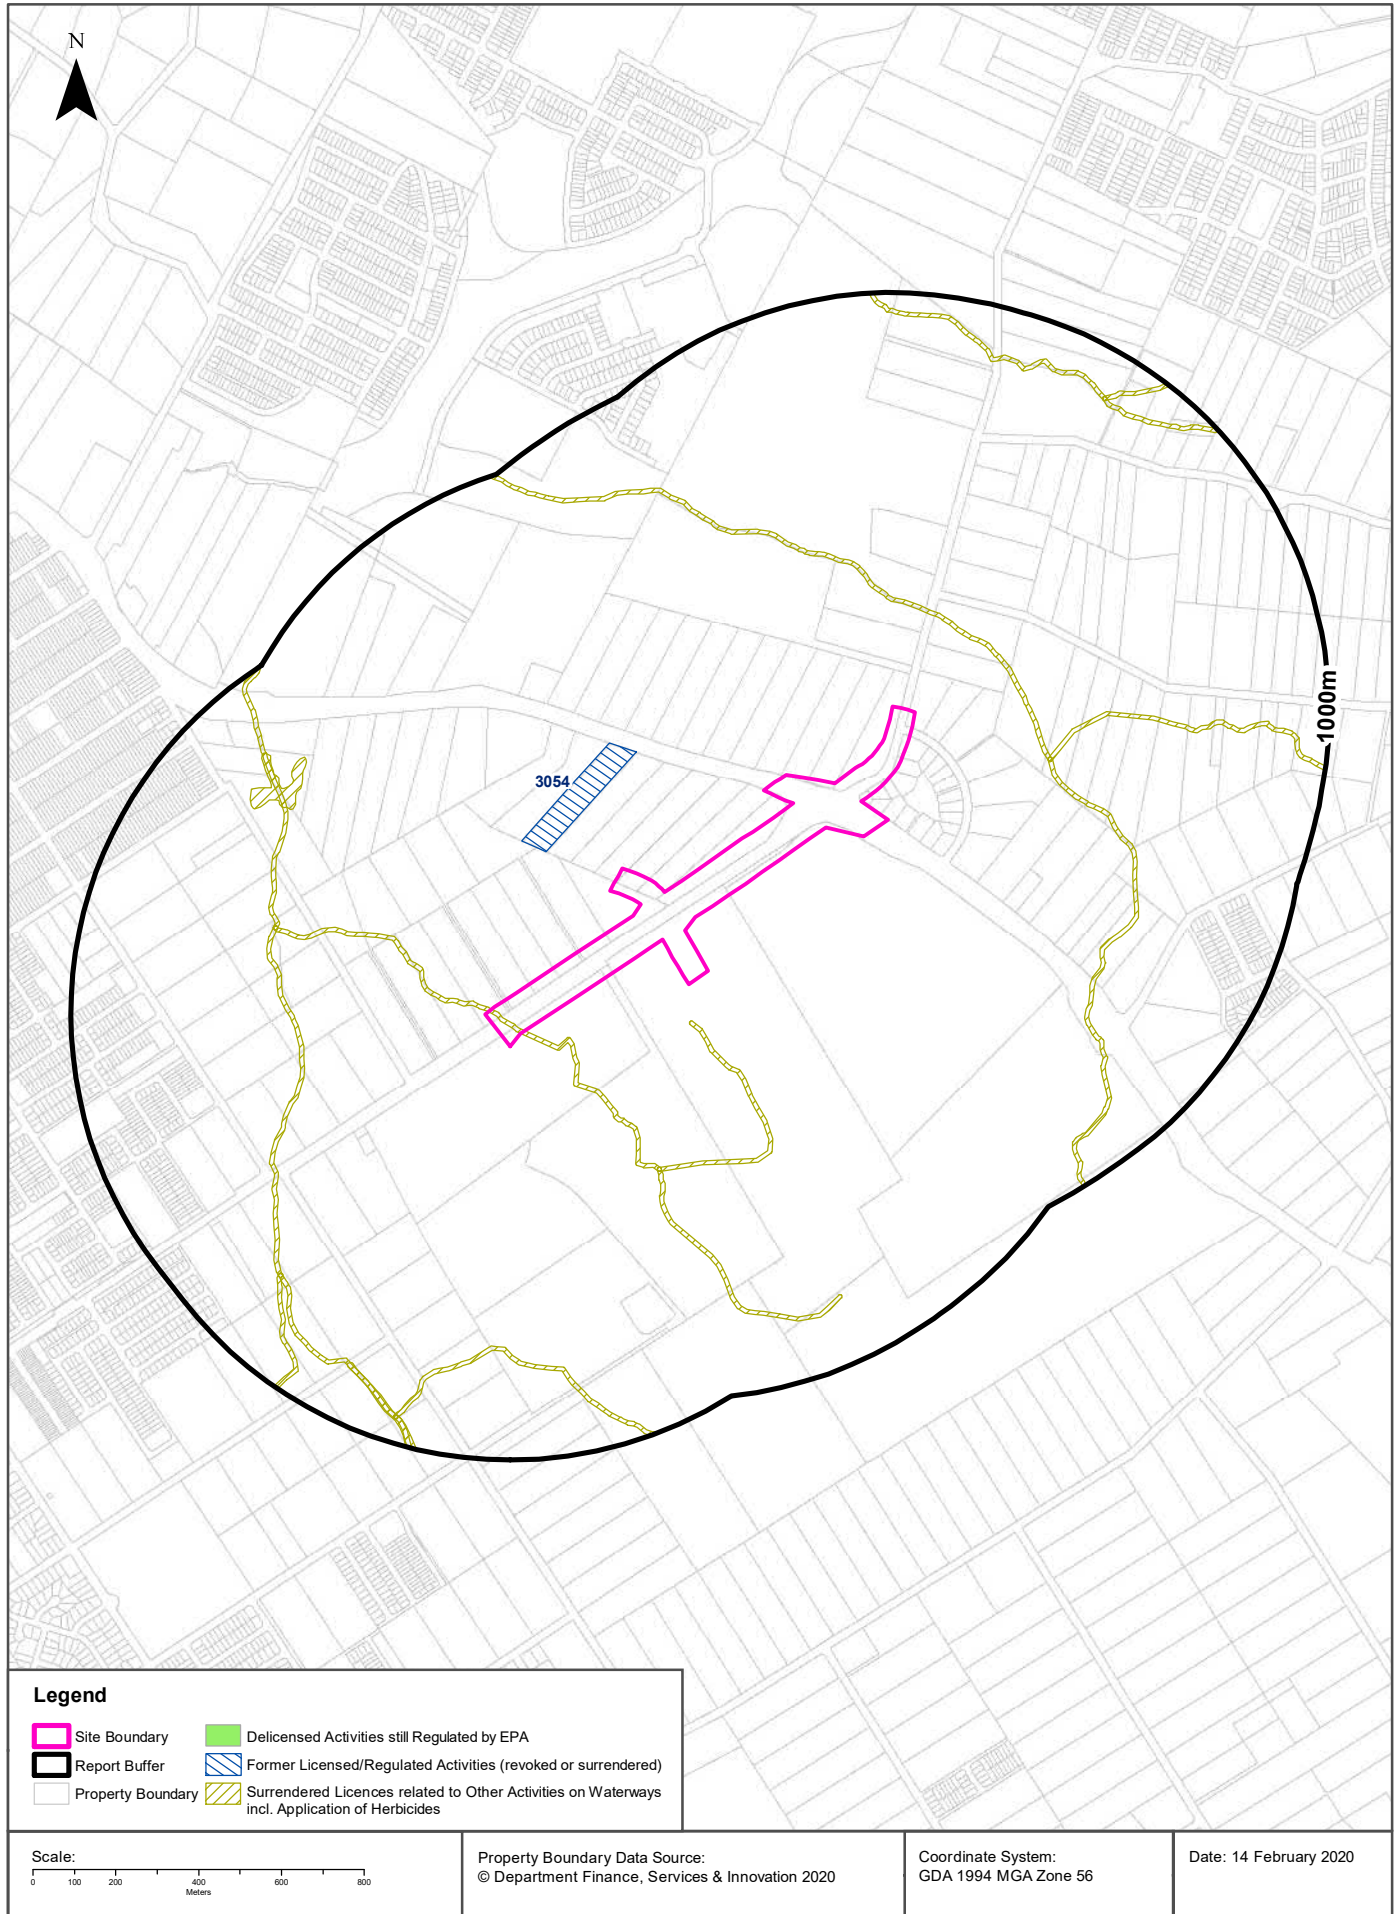 N
1000m
3054
Legend
Site Boundary
Report Buffer
Property Boundary
Delicensed Activities still Regulated by EPA
Former Licensed/Regulated Activities (revoked or surrendered)
Surrendered Licences related to Other Activities on Waterways
incl. Application of Herbicides
Scale:
0 100 200 400 600 800
Meters
Property Boundary Data Source:
© Department Finance, Services & Innovation 2020
Coordinate System:
GDA 1994 MGA Zone 56
Date: 14 February 2020